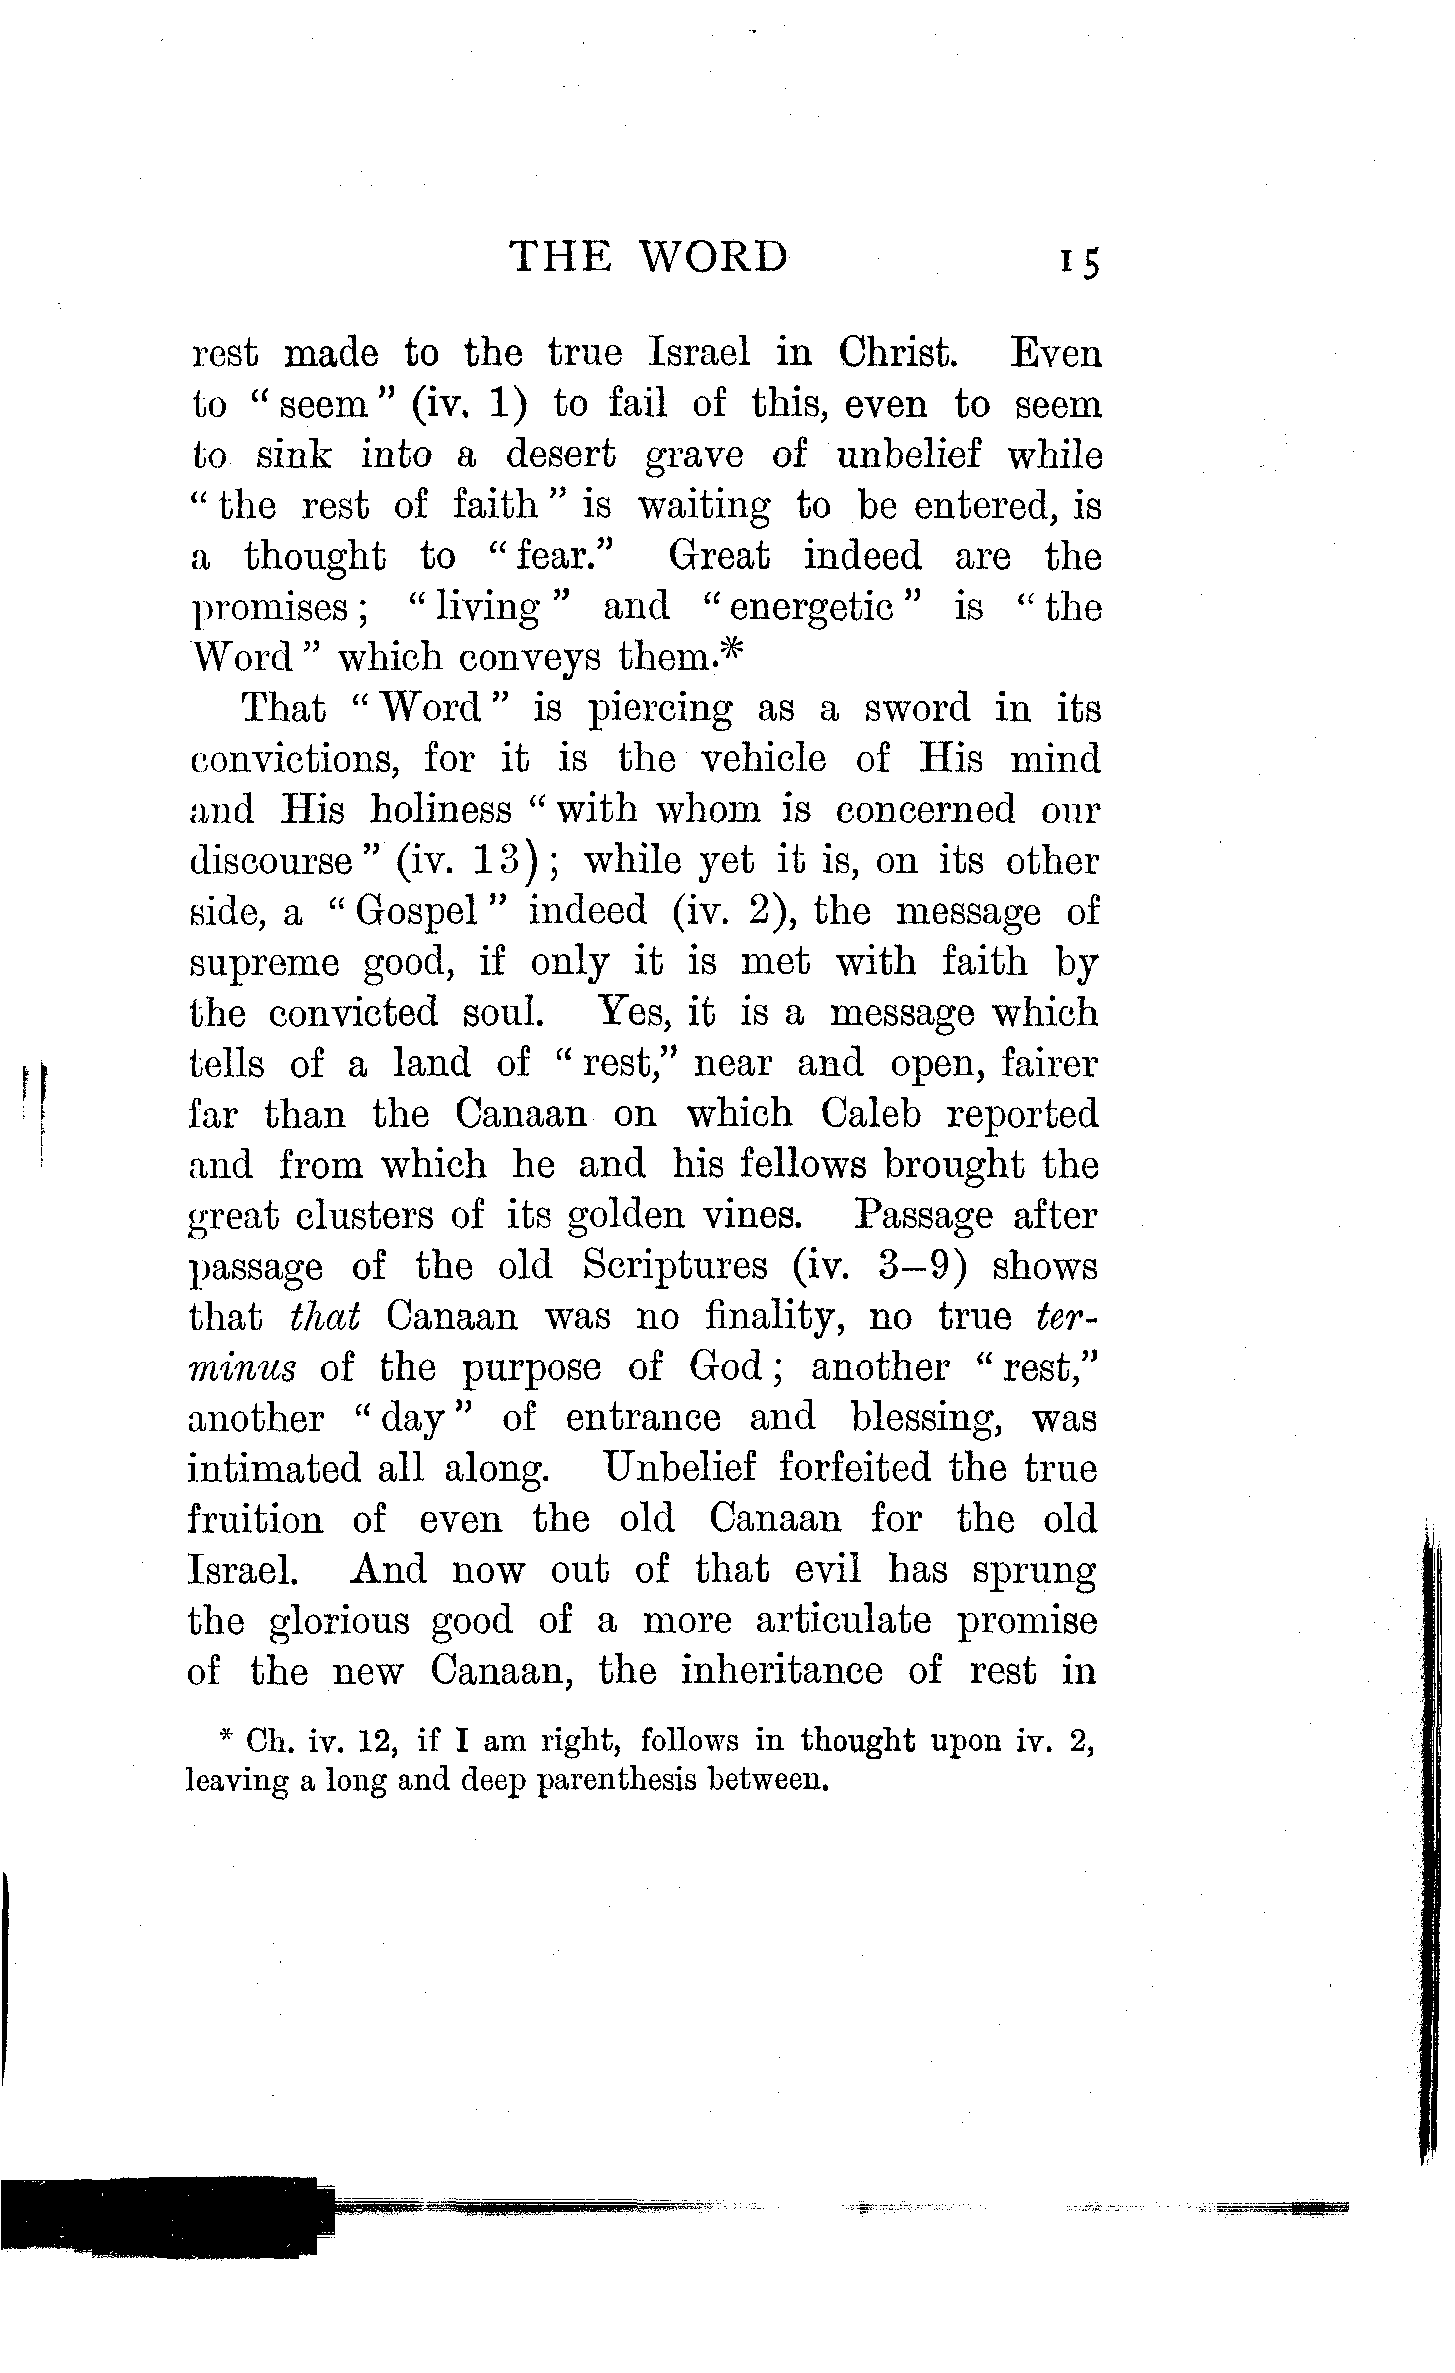 THE WORD 15
rest made to the true Israel in Christ. Even
to “ seem ” (iv. 1) to fail of this, even to seem
to sink into a desert grave of unbelief while
“ the rest of faith ” is waiting to be entered, is
a thought to “ fear.” Great indeed are the
promises ; “ living ” and “ energetic ” is “ the
Word ” which conveys them.*
That “ Word ” is piercing as a sword in its
convictions, for it is the vehicle of His mind
and His holiness “ with whom is concerned our
discourse ” (iv. 13) ; while yet it is, on its other
side, a “ Gospel ” indeed (iv. 2), the message of
supreme good, if only it is met with faith by
the convicted soul. Yes, it is a message which
tells of a land of “ rest,” near and open, fairer
far than the Canaan on which Caleb reported
and from which he and his fellows brought the
great clusters of its golden vines. Passage after
passage of the old Scriptures (iv. 3–9) shows
that that Canaan was no finality, no true ter-
minus of the purpose of God ; another “ rest,”
another “ day ” of entrance and blessing, was
intimated all along. Unbelief forfeited the true
fruition of even the old Canaan for the old
Israel. And now out of that evil has sprung
the glorious good of a more articulate promise
of the new Canaan, the inheritance of rest in
* Ch. iv. 12, if I am right, follows in thought upon iv. 2,
leaving a long and deep parenthesis between.